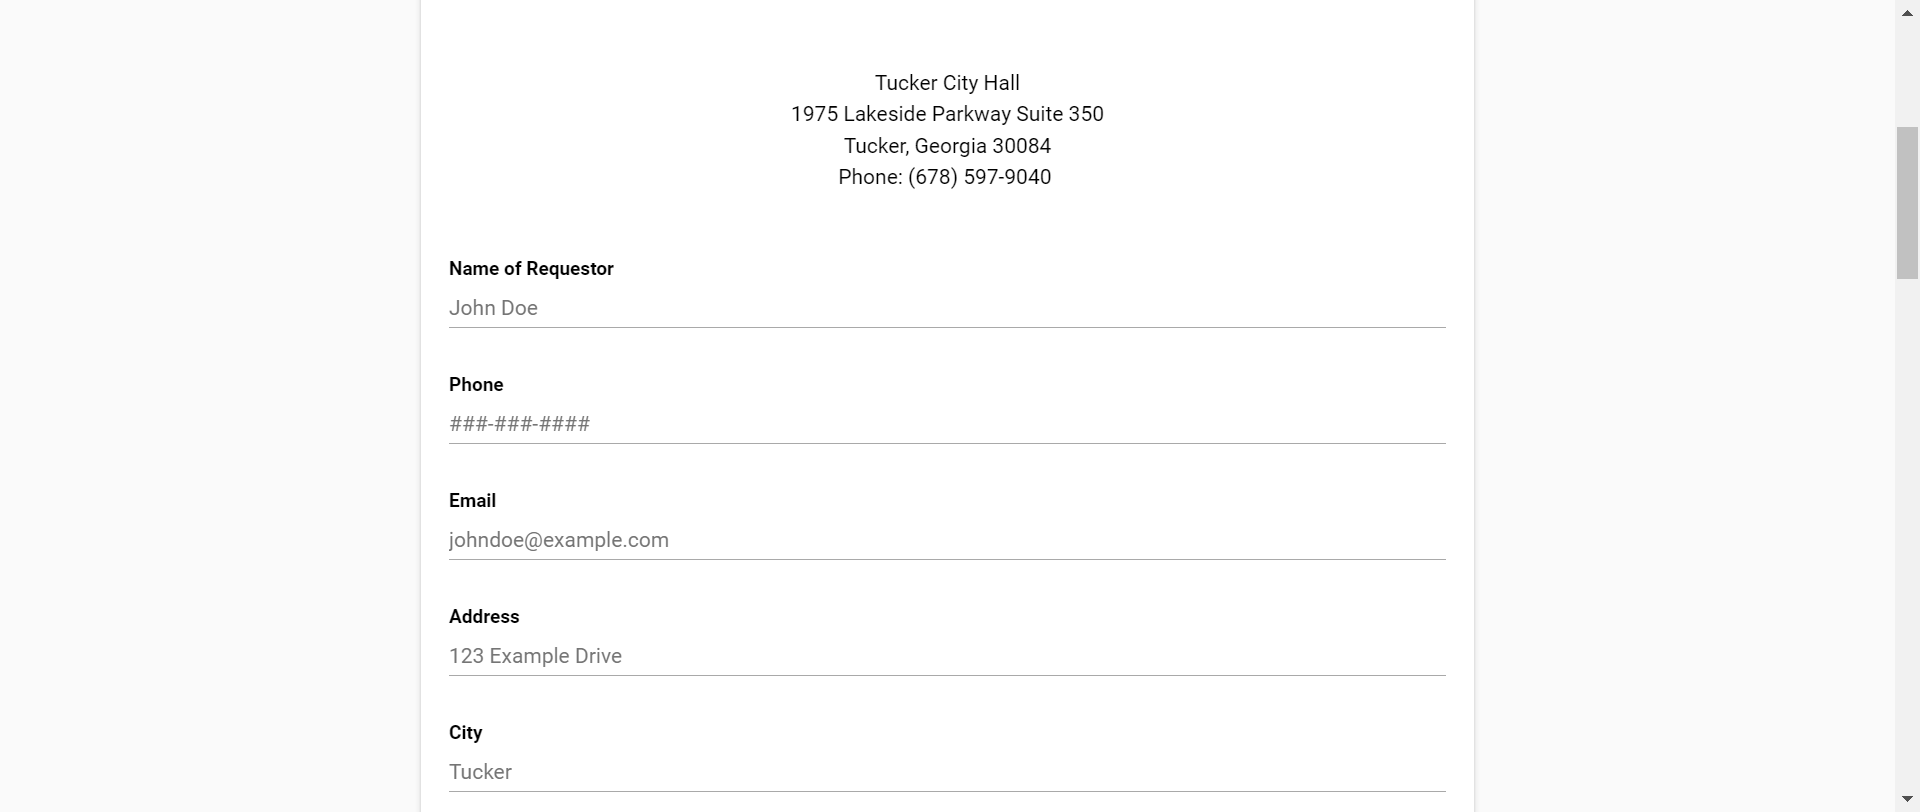 Tucker City Hall
1975 Lakeside Parkway Suite 350
Tucker, Georgia 30084
Phone: (678) 597-9040
Name of Requestor
John Doe
Phone
###-###-####
Email
johndoe@example.com
Address
123 Example Drive
City
Tucker